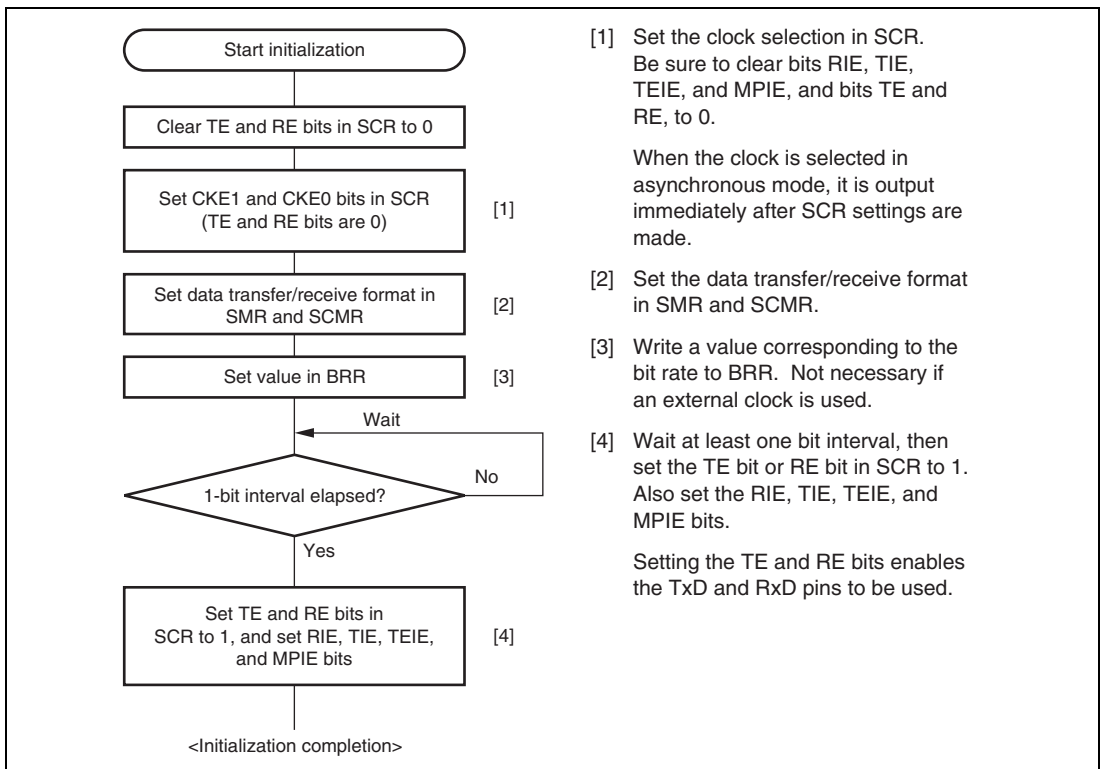 Start initialization
Clear TE and RE bits in SCR to 0
Set CKE1 and CKE0 bits in SCR
(TE and RE bits are 0)
[1]
Set data transfer/receive format in
SMR and SCMR
[2]
Set value in BRR
[3]
Wait
1-bit interval elapsed?
No
Yes
Set TE and RE bits in
SCR to 1, and set RIE, TIE, TEIE,
and MPIE bits
[4]
<Initialization completion>
[1] Set the clock selection in SCR.
Be sure to clear bits RIE, TIE,
TEIE, and MPIE, and bits TE and
RE, to 0.
When the clock is selected in
asynchronous mode, it is output
immediately after SCR settings are
made.
[2] Set the data transfer/receive format
in SMR and SCMR.
[3] Write a value corresponding to the
bit rate to BRR. Not necessary if
an external clock is used.
[4] Wait at least one bit interval, then
set the TE bit or RE bit in SCR to 1.
Also set the RIE, TIE, TEIE, and
MPIE bits.
Setting the TE and RE bits enables
the TxD and RxD pins to be used.